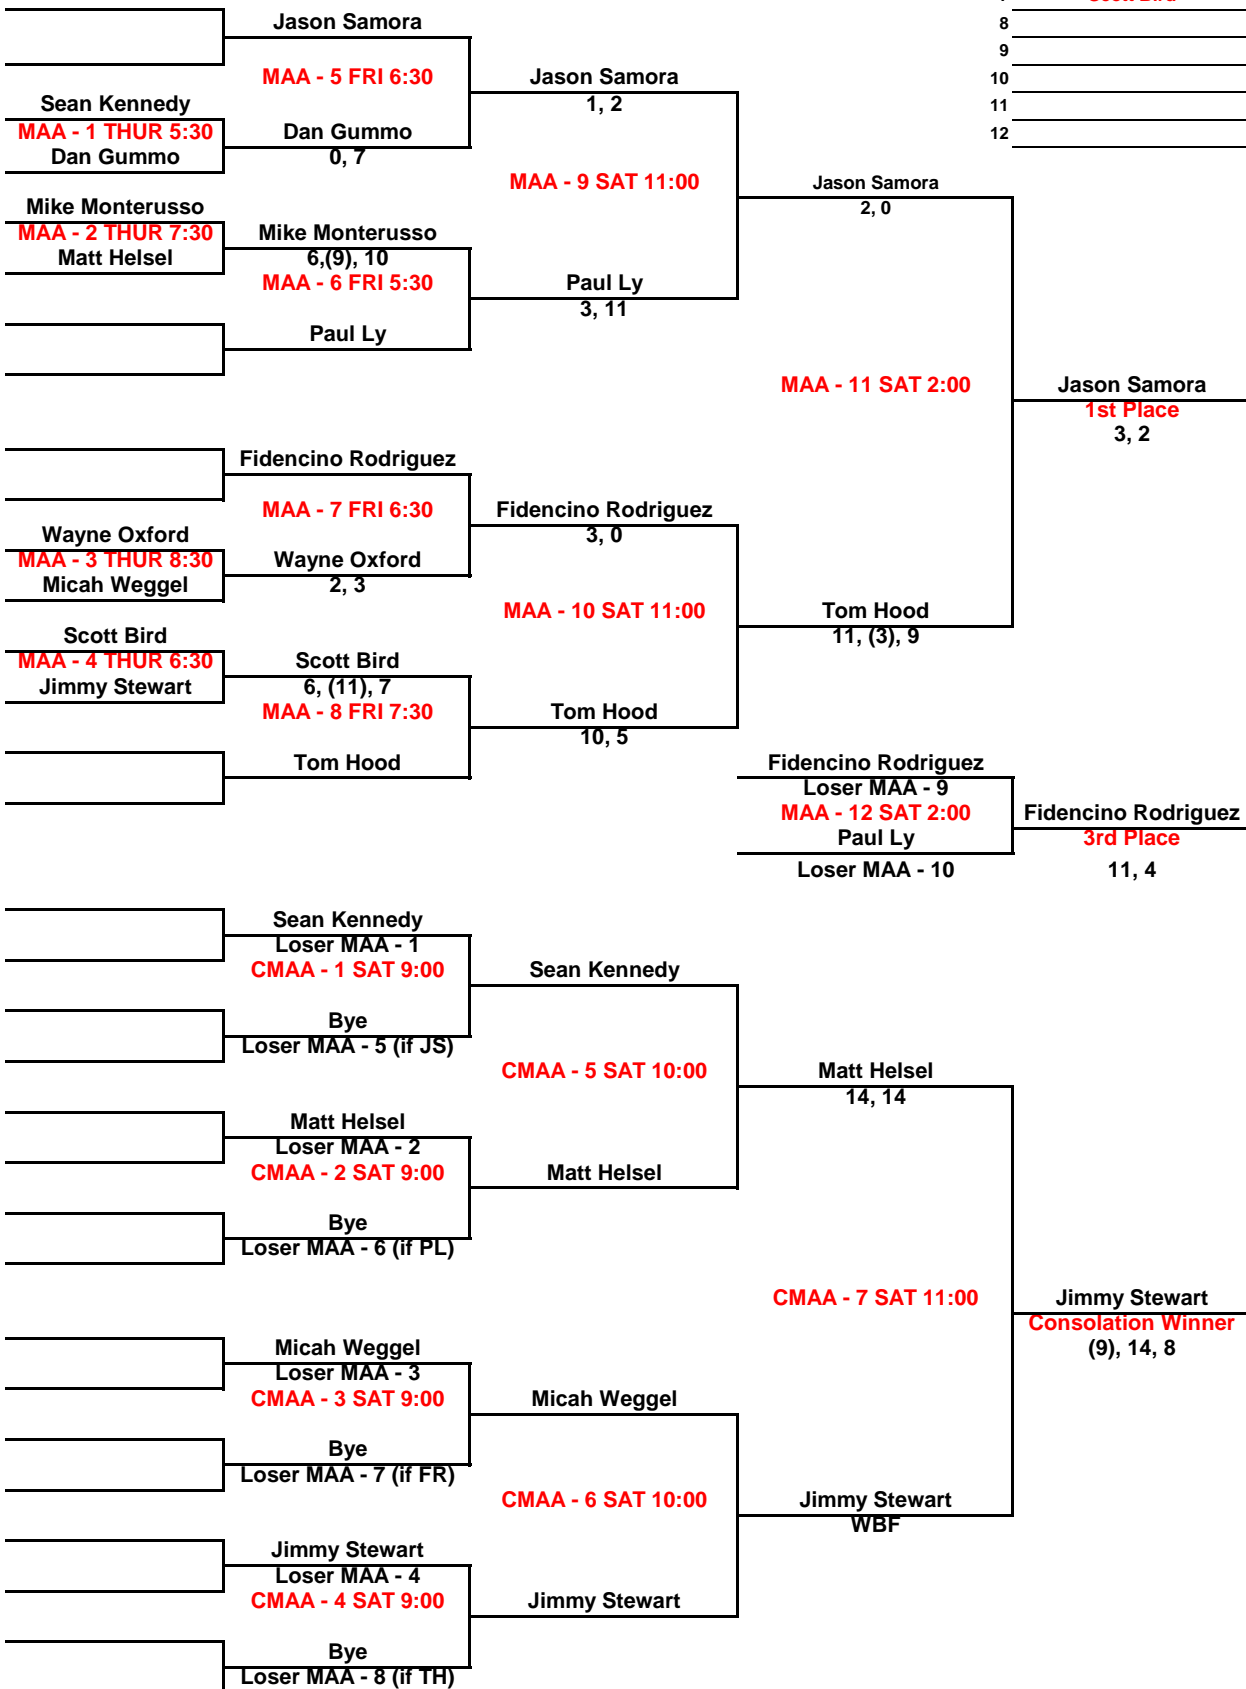 Jason Samora
8
9
MAA - 5 FRI 6:30
Jason Samora
10
Sean Kennedy
1, 2
11
MAA - 1 THUR 5:30
Dan Gummo
12
Dan Gummo
0, 7
MAA - 9 SAT 11:00
Jason Samora
Mike Monterusso
2, 0
MAA - 2 THUR 7:30
Mike Monterusso
Matt Helsel
6,(9), 10
MAA - 6 FRI 5:30
Paul Ly
3, 11
Paul Ly
MAA - 11 SAT 2:00
Jason Samora
1st Place
3, 2
Fidencino Rodriguez
MAA - 7 FRI 6:30
Fidencino Rodriguez
Wayne Oxford
3, 0
MAA - 3 THUR 8:30
Wayne Oxford
Micah Weggel
2, 3
MAA - 10 SAT 11:00
Tom Hood
Scott Bird
11, (3), 9
MAA - 4 THUR 6:30
Scott Bird
Jimmy Stewart
6, (11), 7
MAA - 8 FRI 7:30
Tom Hood
10, 5
Tom Hood
Fidencino Rodriguez
Loser MAA - 9
MAA - 12 SAT 2:00
Fidencino Rodriguez
Paul Ly
3rd Place
Loser MAA - 10
11, 4
Sean Kennedy
Loser MAA - 1
CMAA - 1 SAT 9:00
Sean Kennedy
Bye
Loser MAA - 5 (if JS)
CMAA - 5 SAT 10:00
Matt Helsel
14, 14
Matt Helsel
Loser MAA - 2
CMAA - 2 SAT 9:00
Matt Helsel
Bye
Loser MAA - 6 (if PL)
CMAA - 7 SAT 11:00
Jimmy Stewart
Consolation Winner
(9), 14, 8
Micah Weggel
Loser MAA - 3
CMAA - 3 SAT 9:00
Micah Weggel
Bye
Loser MAA - 7 (if FR)
CMAA - 6 SAT 10:00
Jimmy Stewart
WBF
Jimmy Stewart
Loser MAA - 4
CMAA - 4 SAT 9:00
Jimmy Stewart
Bye
Loser MAA - 8 (if TH)